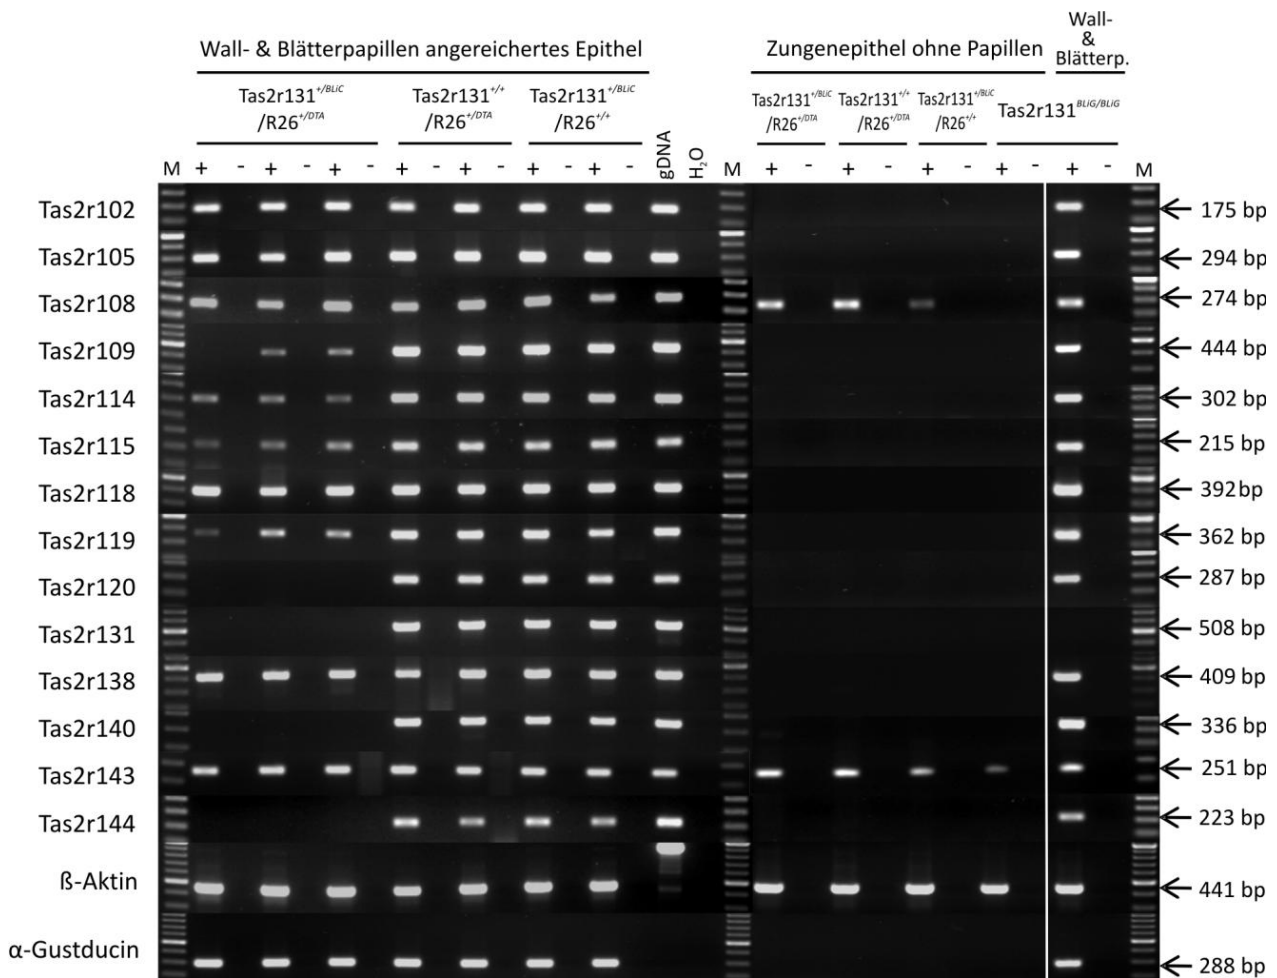 Wall- & Blätterpapillen angereichertes Epithel
Zungenepithel ohne Papillen
Wall-
&
Blätterp.
Tas2r131+/BLiC
/R26+/DTA
Tas2r131+/+
/R26+/DTA
Tas2r131+/BLiC
/R26+/+
gDNA
H2O
Tas2r131+/BLiC
/R26+/DTA
Tas2r131+/+
/R26+/DTA
Tas2r131+/BLiC
/R26+/+
Tas2r131BLiG/BLiG
M + - + - + - + - + - + - + - M + - + - + - + - + - M
Tas2r102 175 bp
Tas2r105 294 bp
Tas2r108 274 bp
Tas2r109 444 bp
Tas2r114 302 bp
Tas2r115 215 bp
Tas2r118 392 bp
Tas2r119 362 bp
Tas2r120 287 bp
Tas2r131 508 bp
Tas2r138 409 bp
Tas2r140 336 bp
Tas2r143 251 bp
Tas2r144 223 bp
ß-Aktin 441 bp
α-Gustducin 288 bp